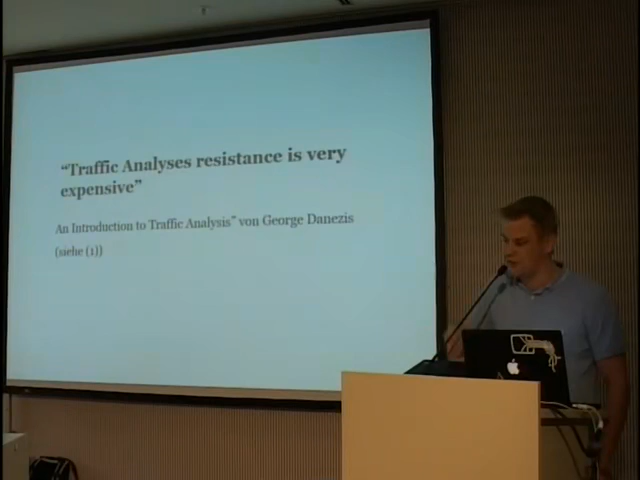 “Traffic Analyses resistance is very
expensive”
An Introduction to Traffic Analysis” von George Danezis
(siehe (1))